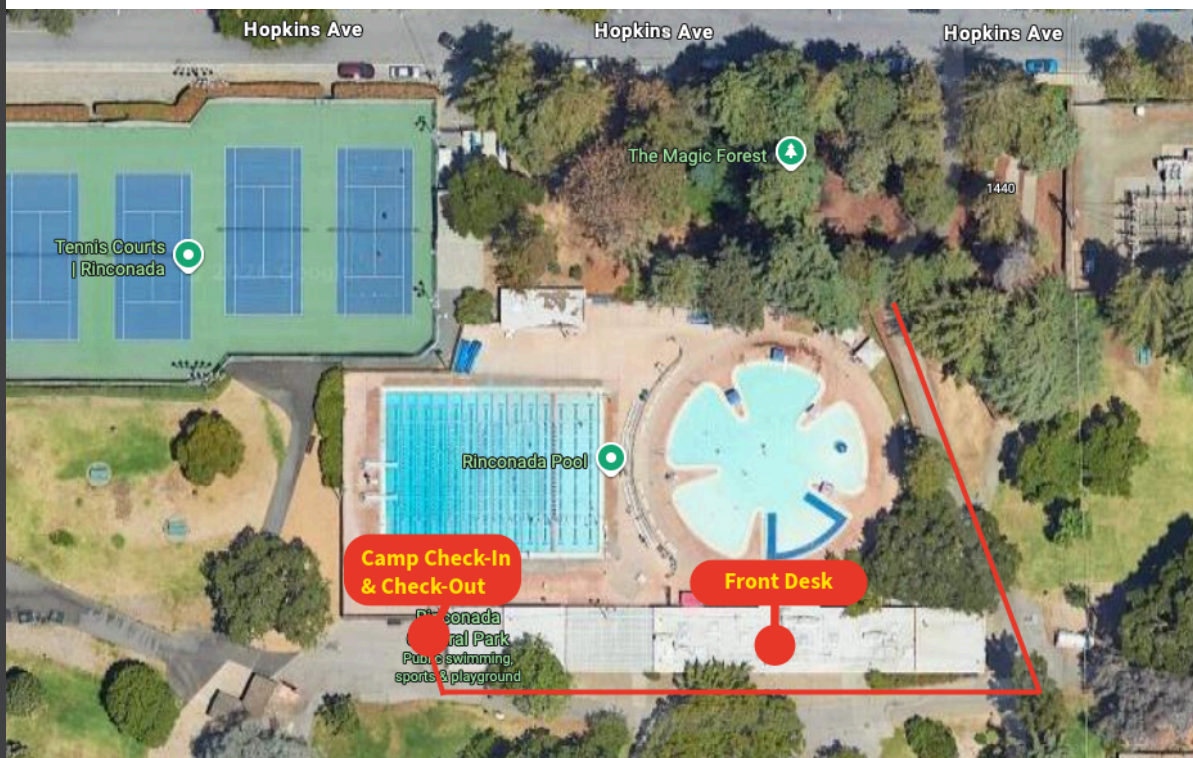 Hopkins Ave
Hopkins Ave
Hopkins Ave
The Magic Forest
1440
Tennis Courts
| Rinconada
Rinconada Pool
Camp Check-In
& Check-Out
Front Desk
Public swimming,
sports & playground